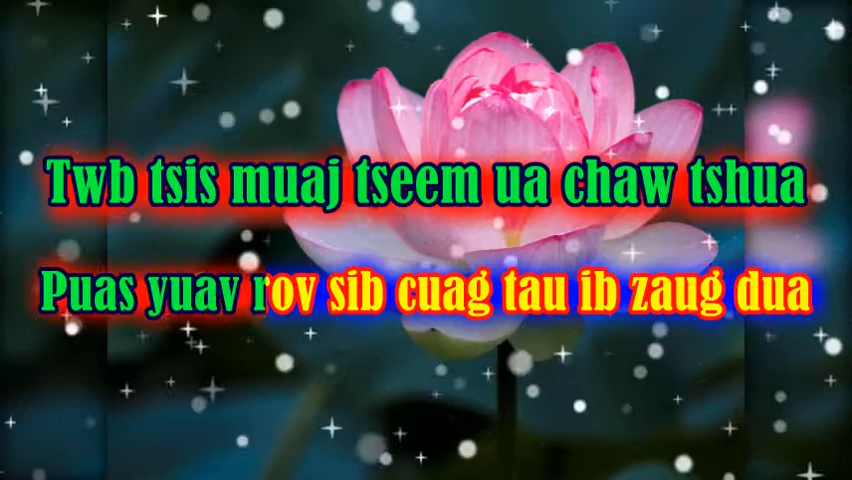 Twb tsis muaj tseem ua chaw tshua
Puas yuav rov sib cuag tau ib zaug dua